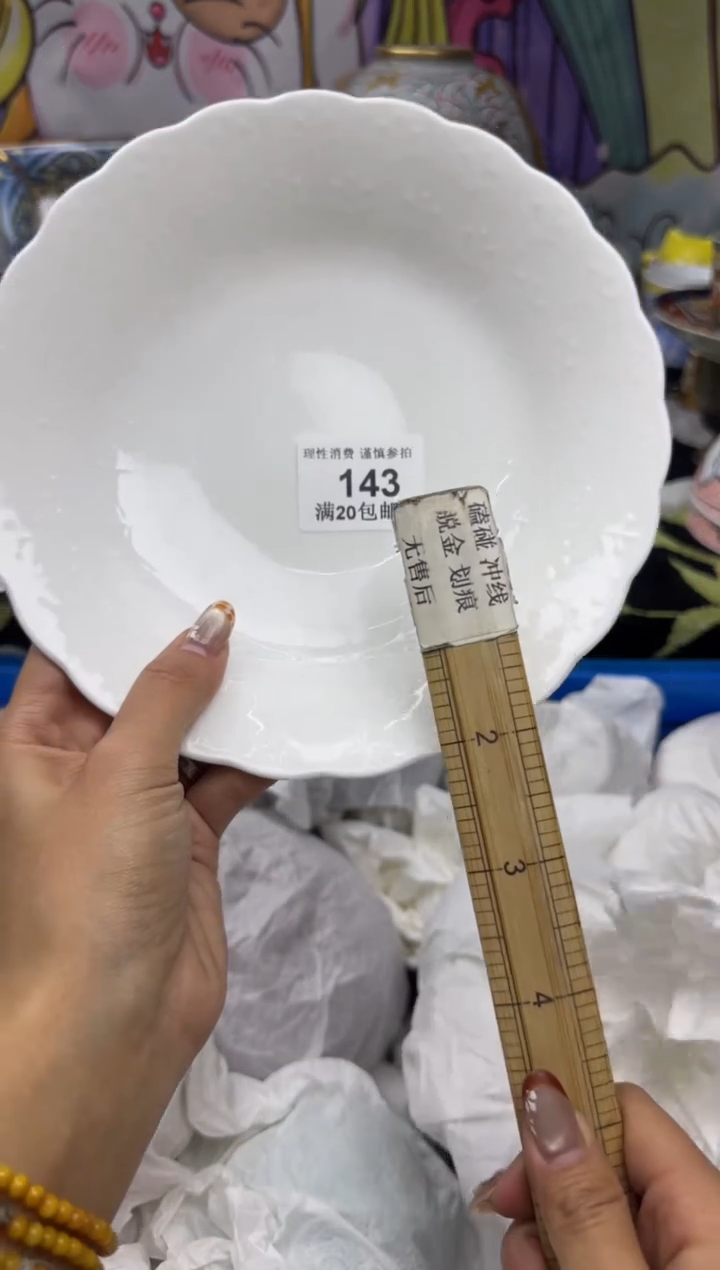 理性消费 谨慎参拍
143
满20包邮
磕碰 冲线
脱金 划痕
无售后
2
3
4